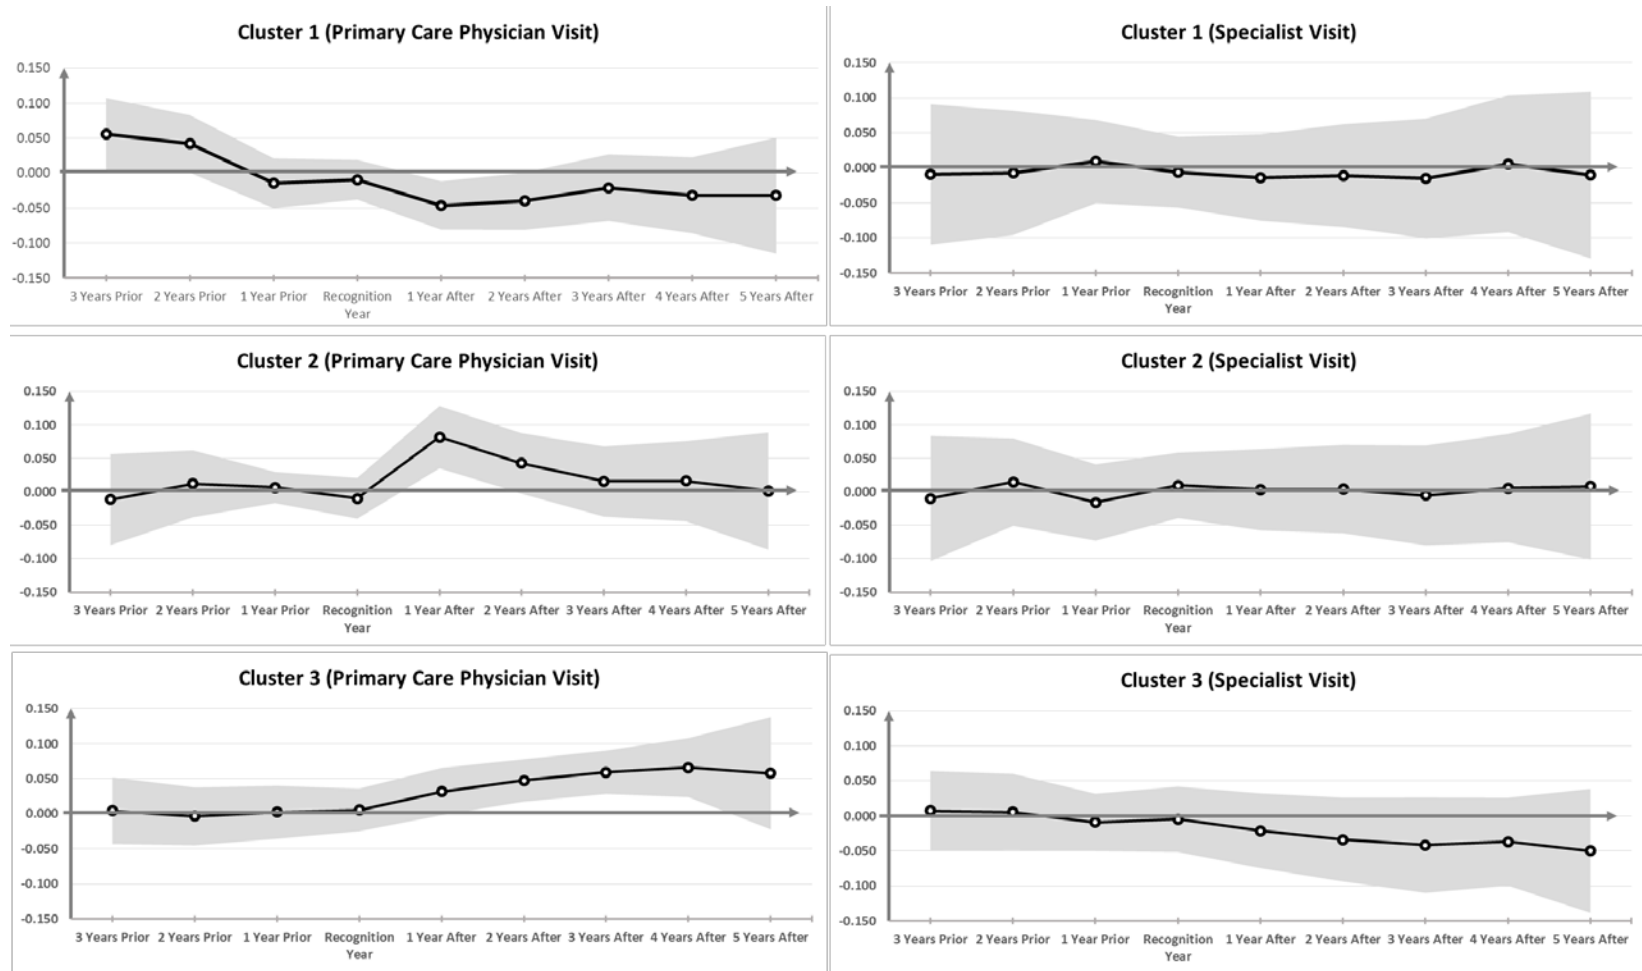 Cluster 1 (Primary Care Physician Visit)
0.150
0.100
0.050
0.000
-0.050
-0.100
-0.150
3 Years Prior 2 Years Prior 1 Year Prior Recognition 1 Year After 2 Years After 3 Years After 4 Years After 5 Years After
Year
Cluster 1 (Specialist Visit)
0.150
0.100
0.050
0.000
-0.050
-0.100
-0.150
3 Years Prior 2 Years Prior 1 Year Prior Recognition 1 Year After 2 Years After 3 Years After 4 Years After 5 Years After
Year
Cluster 2 (Primary Care Physician Visit)
0.150
0.100
0.050
0.000
-0.050
-0.100
-0.150
3 Years Prior 2 Years Prior 1 Year Prior Recognition 1 Year After 2 Years After 3 Years After 4 Years After 5 Years After
Year
Cluster 2 (Specialist Visit)
0.150
0.100
0.050
0.000
-0.050
-0.100
-0.150
3 Years Prior 2 Years Prior 1 Year Prior Recognition 1 Year After 2 Years After 3 Years After 4 Years After 5 Years After
Year
Cluster 3 (Primary Care Physician Visit)
0.150
0.100
0.050
0.000
-0.050
-0.100
-0.150
3 Years Prior 2 Years Prior 1 Year Prior Recognition 1 Year After 2 Years After 3 Years After 4 Years After 5 Years After
Year
Cluster 3 (Specialist Visit)
0.150
0.100
0.050
0.000
-0.050
-0.100
-0.150
3 Years Prior 2 Years Prior 1 Year Prior Recognition 1 Year After 2 Years After 3 Years After 4 Years After 5 Years After
Year